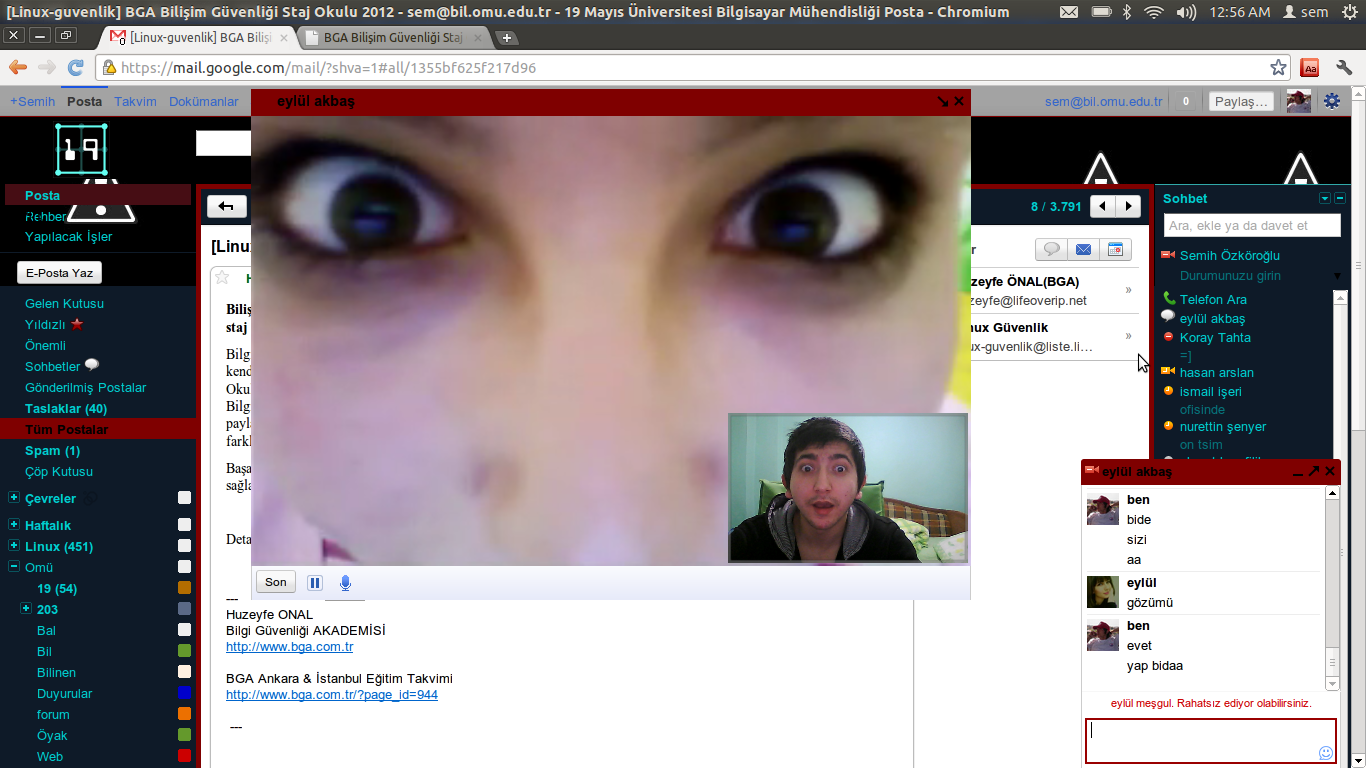 [Linux-guvenlik] BGA Bilişim Güvenliği Staj Okulu 2012 - sem@bil.omu.edu.tr - 19 Mayıs Üniversitesi Bilgisayar Mühendisliği Posta - Chromium
12:56 AM
sem
[Linux-guvenlik] BGA Biliş
BGA Bilişim Güvenliği Staj
https://mail.google.com/mail/?shva=1#all/1355bf625f217d96
+Semih Posta Takvim Dokümanlar
sem@bil.omu.edu.tr
0
Paylaş...
19
Posta
Rehber
Yapılacak İşler
E-Posta Yaz
Gelen Kutusu
Yıldızlı
Önemli
Sohbetler
Gönderilmiş Postalar
Taslaklar (40)
Tüm Postalar
Spam (1)
Çöp Kutusu
Çevreler
Haftalık
Linux (451)
Omü
19 (54)
203
Bal
Bil
Bilinen
Duyurular
forum
Öyak
Web
eylül akbaş
8 / 3.791
[Linu
H
Biliş
staj
Bilg
kend
Oku
Bilg
payla
farkl
Başa
sağla
Deta
Son
---
Huzeyfe ONAL
Bilgi Güvenliği AKADEMİSİ
http://www.bga.com.tr
BGA Ankara & İstanbul Eğitim Takvimi
http://www.bga.com.tr/?page_id=944
---
r
zeyfe ÖNAL(BGA)
zeyfe@lifeoverip.net
nux Güvenlik
ux-guvenlik@liste.li...
Sohbet
Ara, ekle ya da davet et
Semih Özköroğlu
Durumunuzu girin
Telefon Ara
eylül akbaş
Koray Tahta
=]
hasan arslan
ismail işeri
ofisinde
nurettin şenyer
on tsim
eylül akbaş
ben
bide
sizi
aa
eylül
gözümü
ben
evet
yap bidaa
eylül meşgul. Rahatsız ediyor olabilirsiniz.